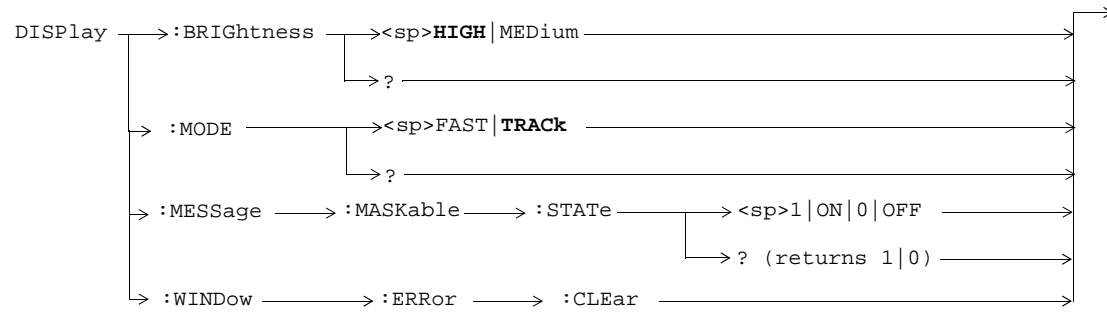 DISPlay :BRIGhtness <sp>HIGH|MEDium
?
:MODE <sp>FAST|TRACk
?
:MESSage :MASKable :STATe <sp>1|ON|0|OFF
? (returns 1|0)
:WINDow :ERRor :CLEar